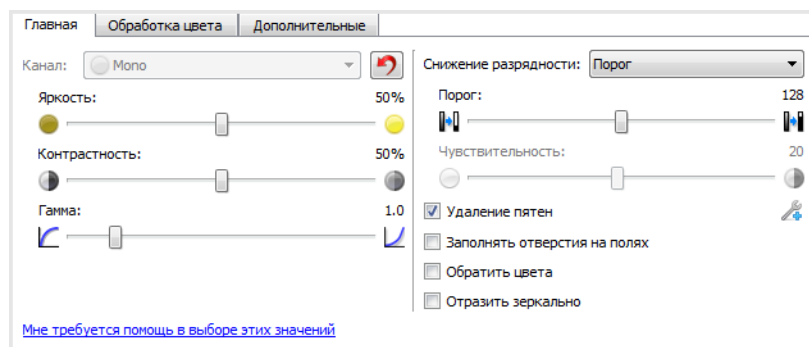 Главная Обработка цвета Дополнительные
Канал: Mono
Яркость: 50%
Контрастность: 50%
Гамма: 1.0
Мне требуется помощь в выборе этих значений
Снижение разрядности: Порог
Порог: 128
Чувствительность: 20
Удаление пятен
Заполнять отверстия на полях
Обратить цвета
Отразить зеркально